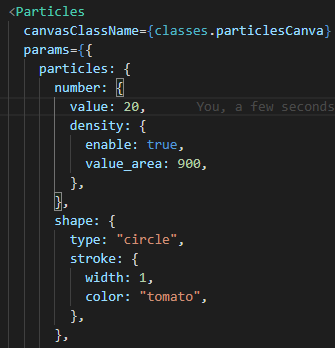 <Particles
canvasClassName={classes.particlesCanva}
params={{
particles: {
number: {
value: 20, You, a few seconds
density: {
enable: true,
value_area: 900,
},
},
shape: {
type: "circle",
stroke: {
width: 1,
color: "tomato",
},
},